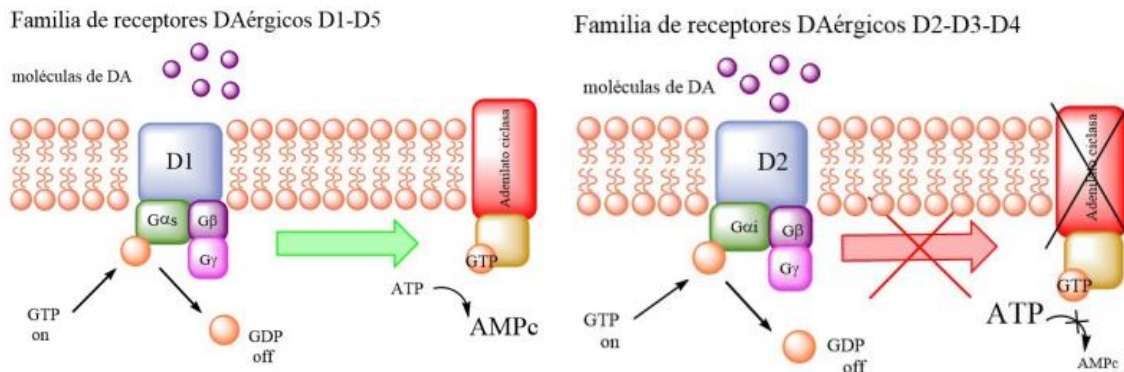 Familia de receptores DAérgicos D1-D5
moléculas de DA
D1
Gαs
Gβ
Gγ
Ademilato ciclasa
GTP
GTP
on
GDP
off
ATP
AMPc
Familia de receptores DAérgicos D2-D3-D4
moléculas de DA
D2
Gαi
Gβ
Gγ
Ademilato ciclasa
GTP
GTP
on
GDP
off
ATP
AMPc